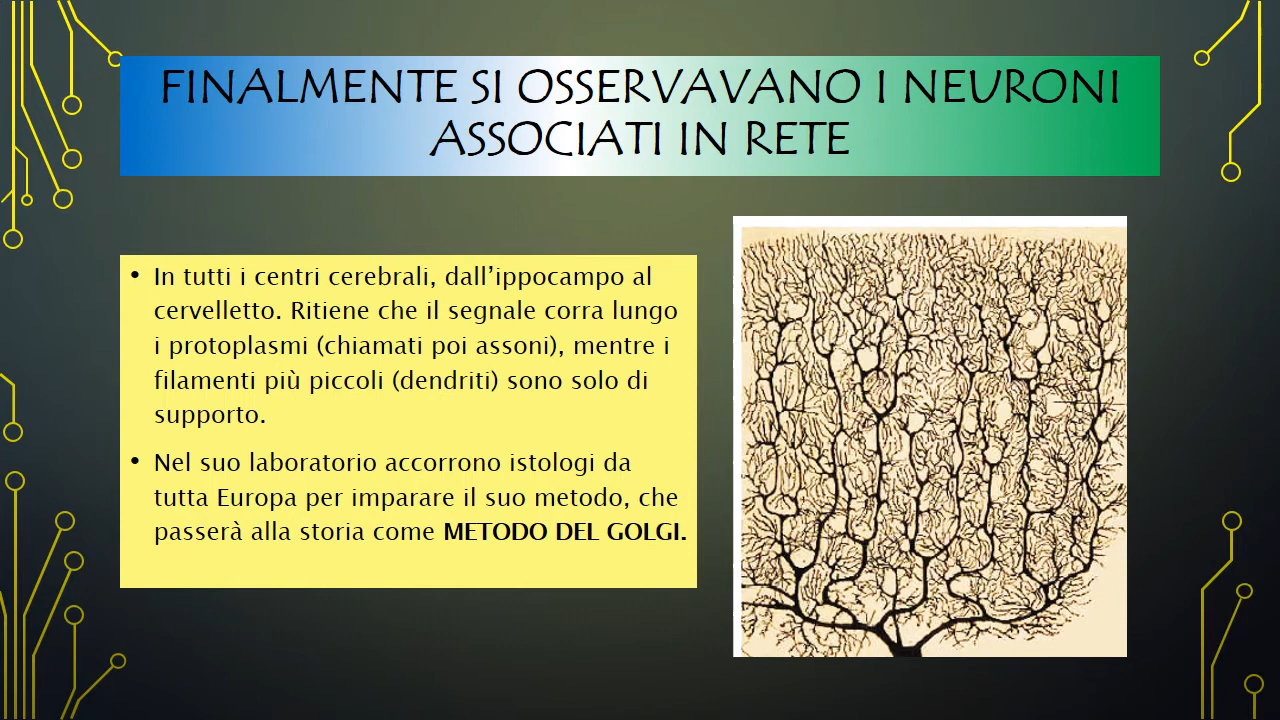 FINALMENTE SI OSSERVAVANO I NEURONI
ASSOCIATI IN RETE
• In tutti i centri cerebrali, dall’ippocampo al
cervelletto. Ritiene che il segnale corra lungo
i protoplasmi (chiamati poi assoni), mentre i
filamenti più piccoli (dendriti) sono solo di
supporto.
• Nel suo laboratorio accorrono istologi da
tutta Europa per imparare il suo metodo, che
passerà alla storia come METODO DEL GOLGI.